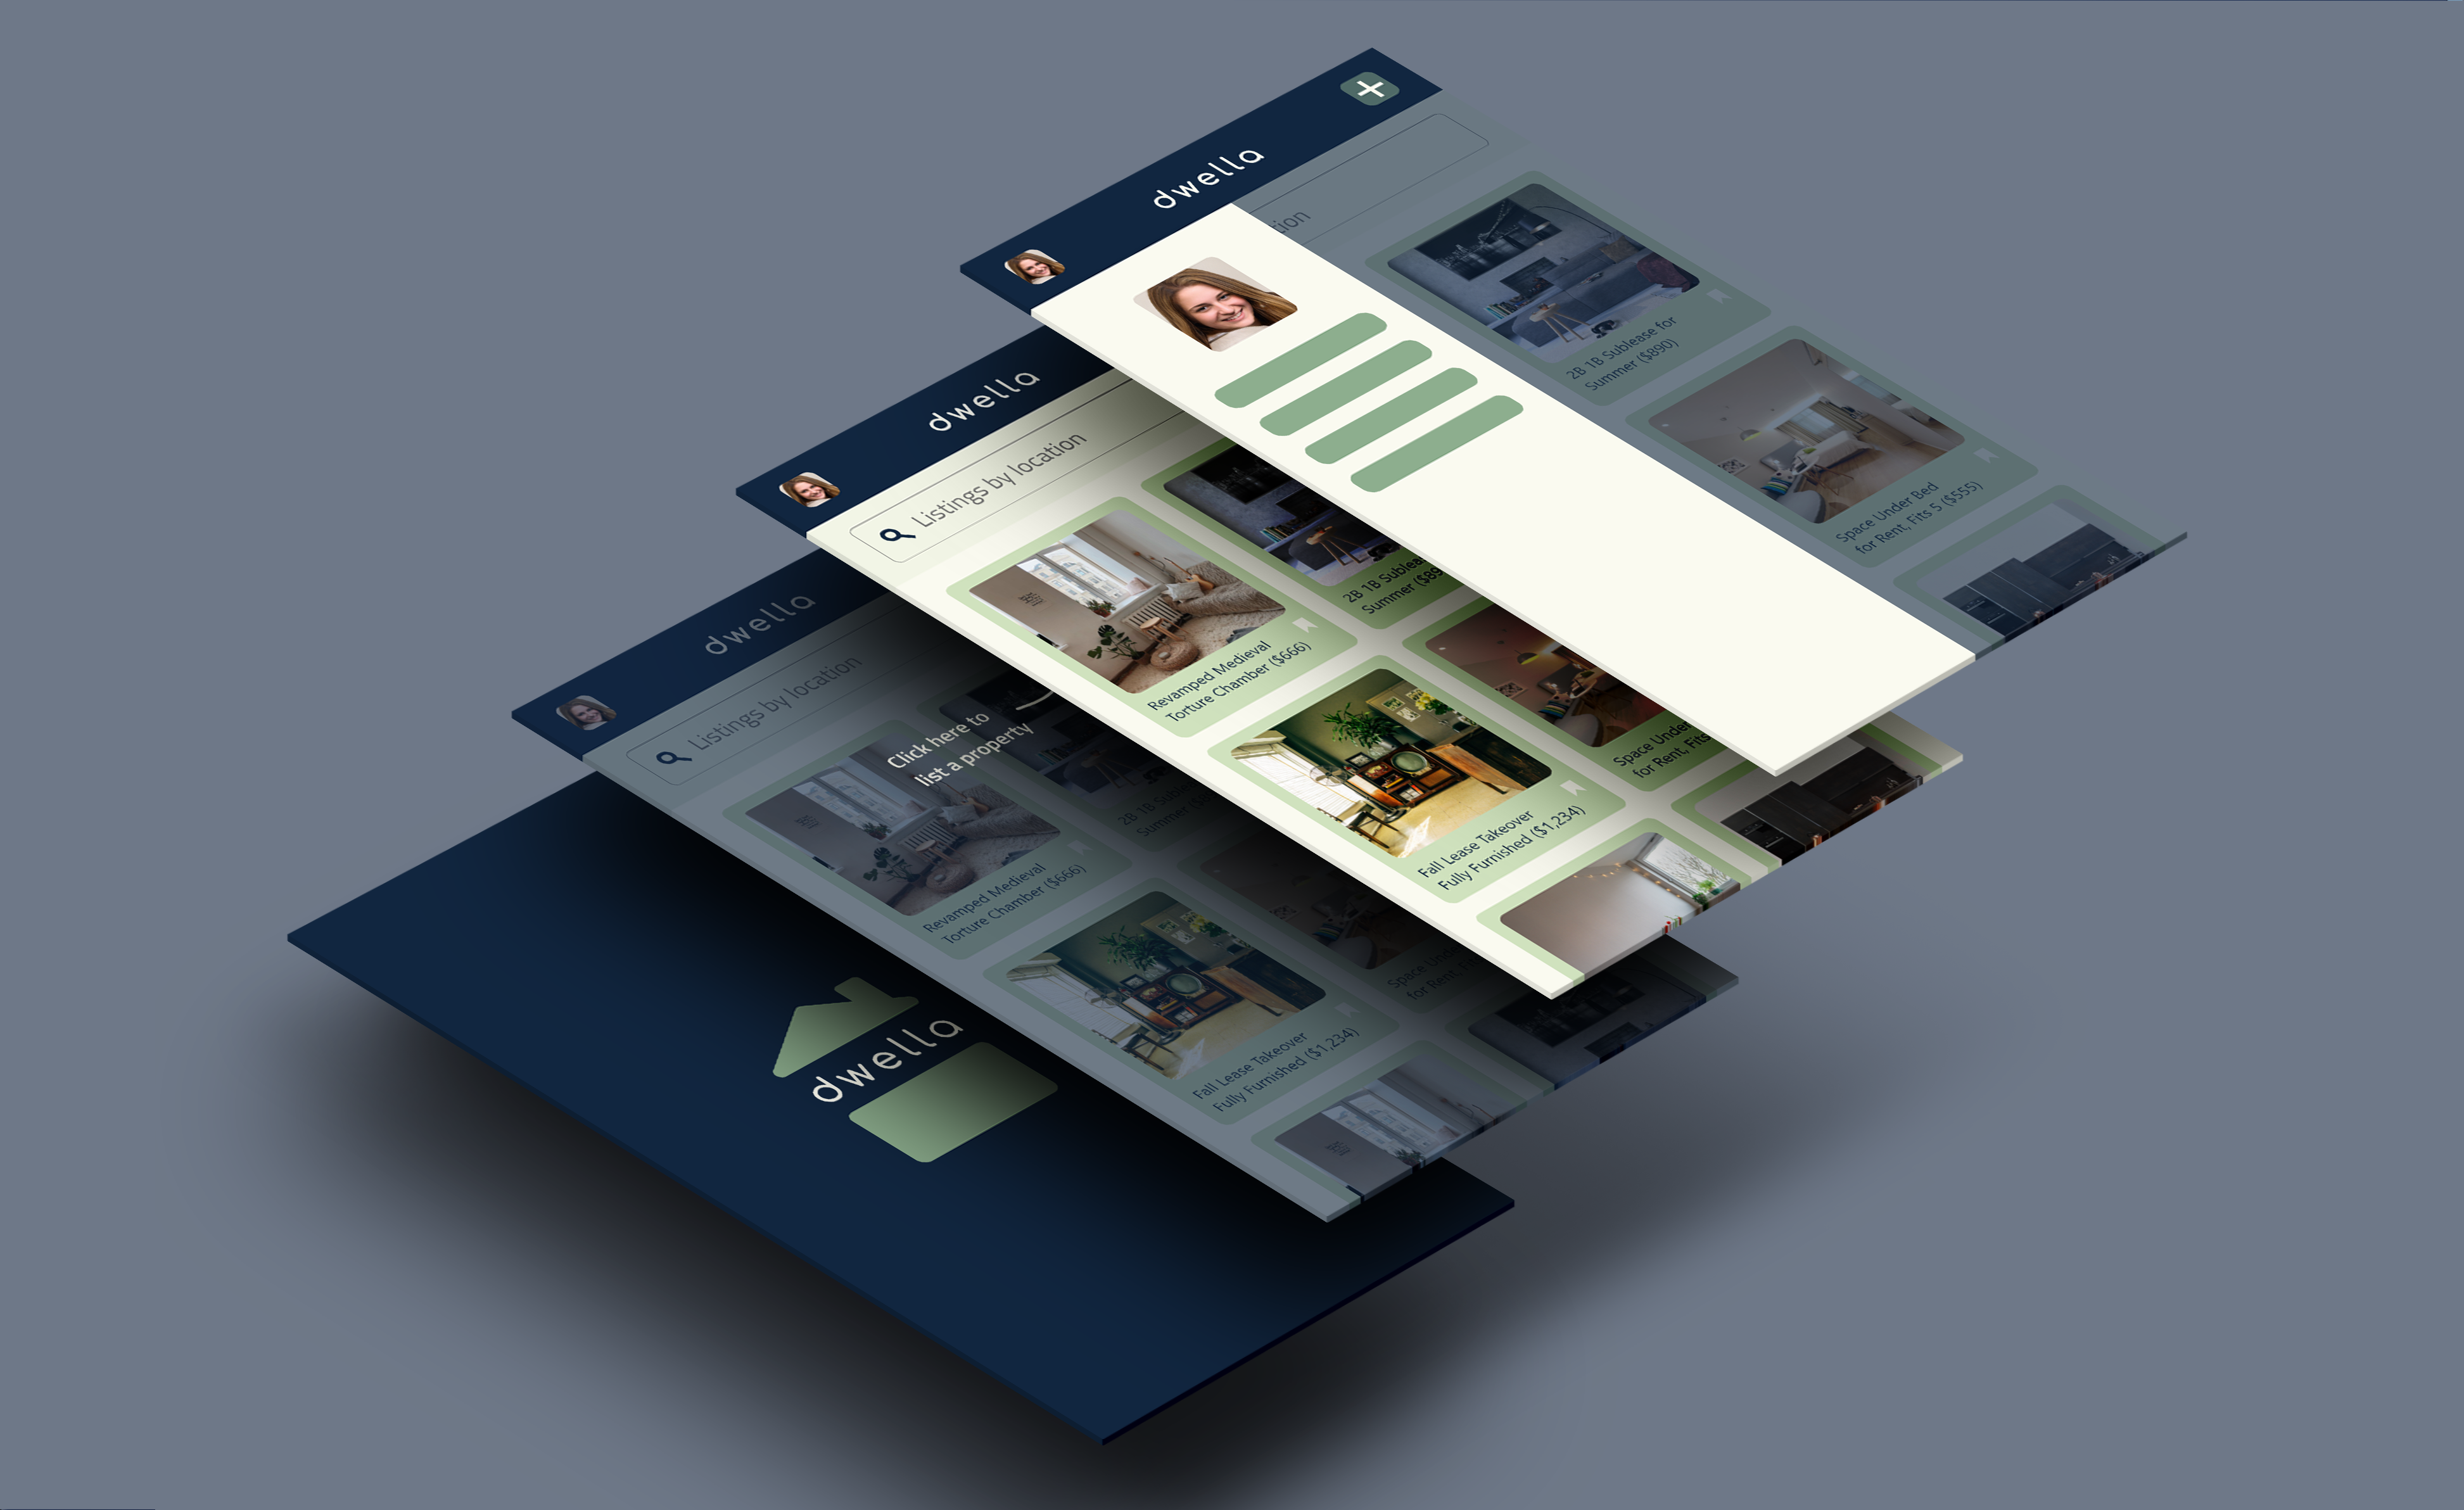 dwella
tion
2B 1B Sublease for
Summer ($890)
Space Under Bed
for Rent, Fits 5 ($555)
dwella
Listings by location
Revamped Medieval
Torture Chamber ($666)
2B 1B Sublea
Summer ($89
Fall Lease Takeover
Fully Furnished ($1,234)
Space Unde
for Rent, Fits
dwella
Listings by location
Click here to
list a property
Revamped Medieval
Torture Chamber ($666)
2B 1B Suble
Summer ($
Fall Lease Takeover
Fully Furnished ($1,234)
Space Und
for Rent, F
dwella